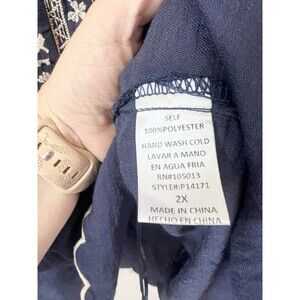 SELF
100%POLYESTER
HAND WASH COLD
LAVAR A MANO
EN AGUA FRIA
RN#105013
STYLE#:P14171
2X
MADE IN CHINA
HECHO EN CHINA